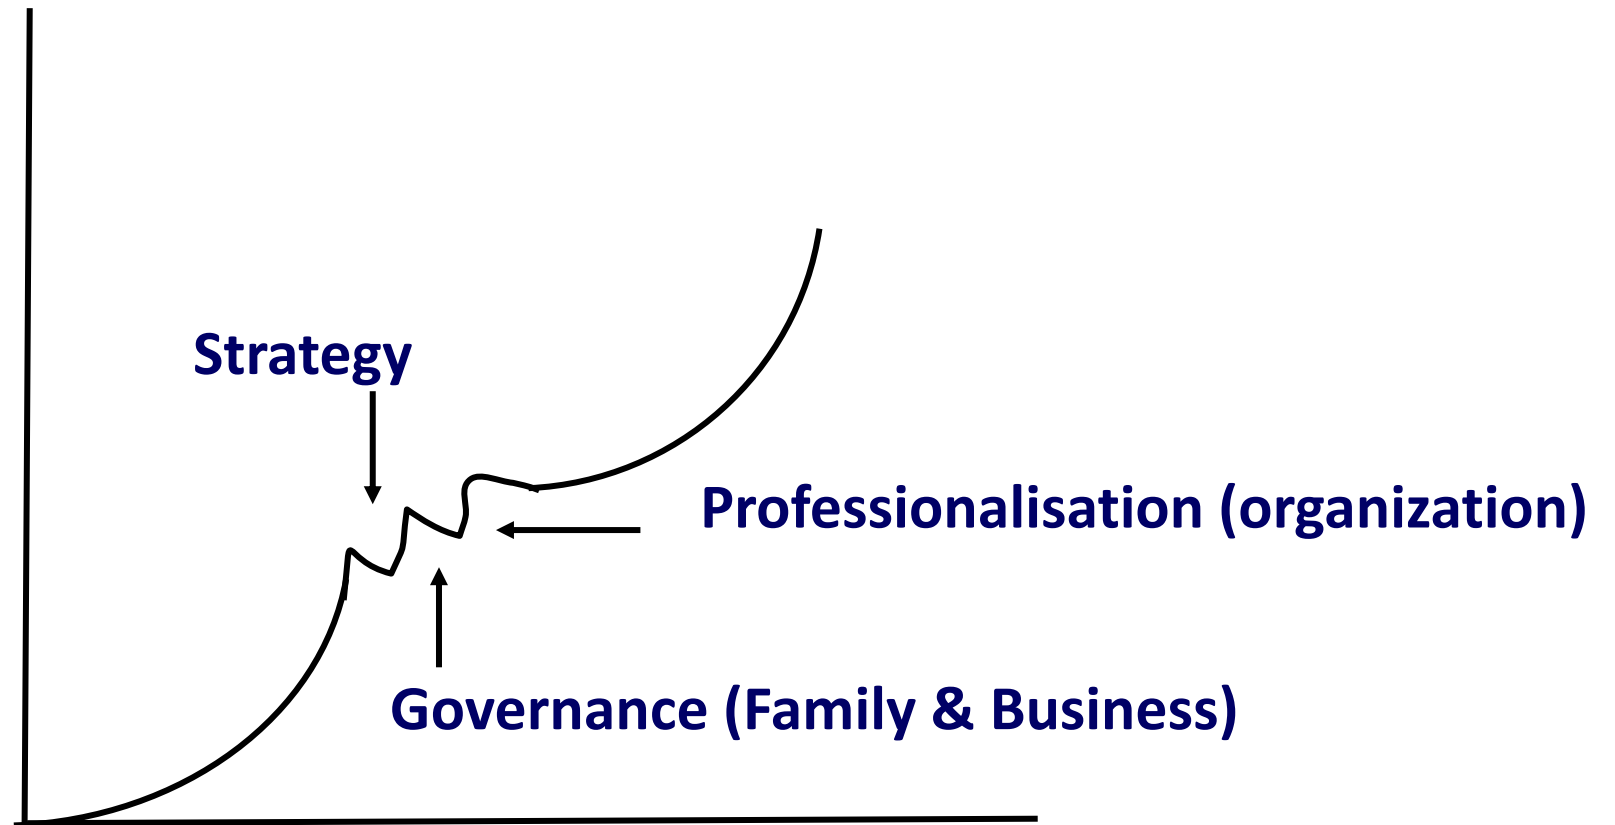 Strategy
Professionalisation (organization)
Governance (Family & Business)